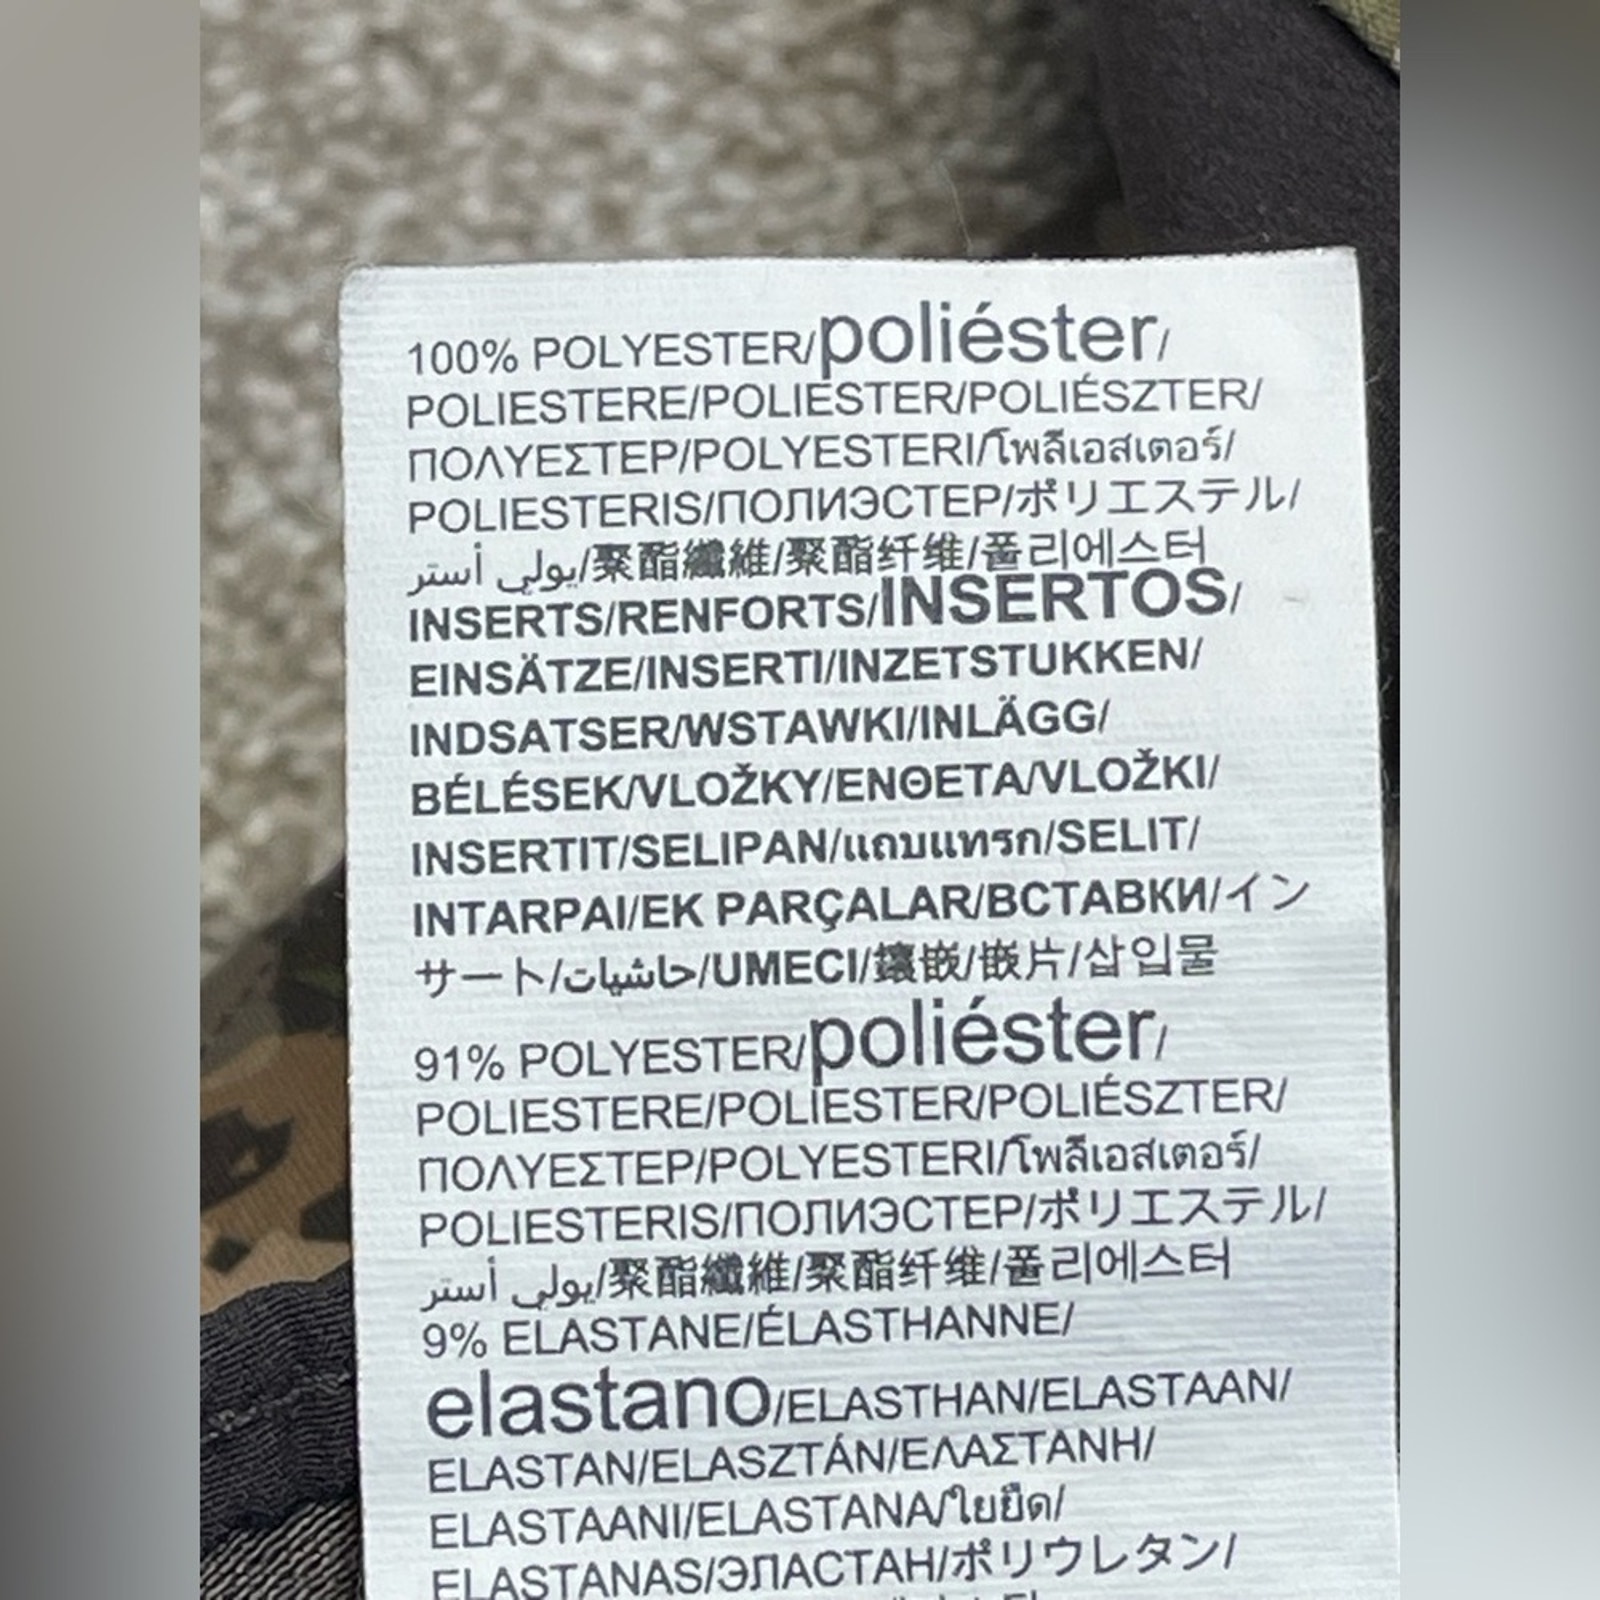 100% POLYESTER/poliéster/
POLIESTERE/POLIESTER/POLIÉSZTER/
ΠΟΛΥΕΣΤΕΡ/POLYESTERI/โพลีเอสเตอร์/
POLIESTERIS/ПОЛИЭСТЕР/ポリエステル/
بولي أستر/聚酯纖維/聚酯纤维/폴리에스터
INSERTS/RENFORTS/INSERTOS/
EINSÄTZE/INSERTI/INZETSTUKKEN/
INDSATSER/WSTAWKI/INLÄGG/
BÉLÉSEK/VLOŽKY/ΕΝΘΕΤΑ/VLOŽKI/
INSERTIT/SELIPAN/แถบแทรก/SELIT/
INTARPAI/EK PARÇALAR/ВСТАВКИ/イン
サート/حاشيات/UMECI/鑲嵌/嵌片/삽입물
91% POLYESTER/poliéster/
POLIESTERE/POLIESTER/POLIÉSZTER/
ΠΟΛΥΕΣΤΕΡ/POLYESTERI/โพลีเอสเตอร์/
POLIESTERIS/ПОЛИЭСТЕР/ポリエステル/
بولي أستر/聚酯纖維/聚酯纤维/폴리에스터
9% ELASTANE/ÉLASTHANNE/
elastano/ELASTHAN/ELASTAAN/
ELASTAN/ELASZTÁN/ΕΛΑΣΤΑΝΗ/
ELASTAANI/ELASTANA/ใยยืด/
ELASTANAS/ЭЛАСТАН/ポリウレタン/